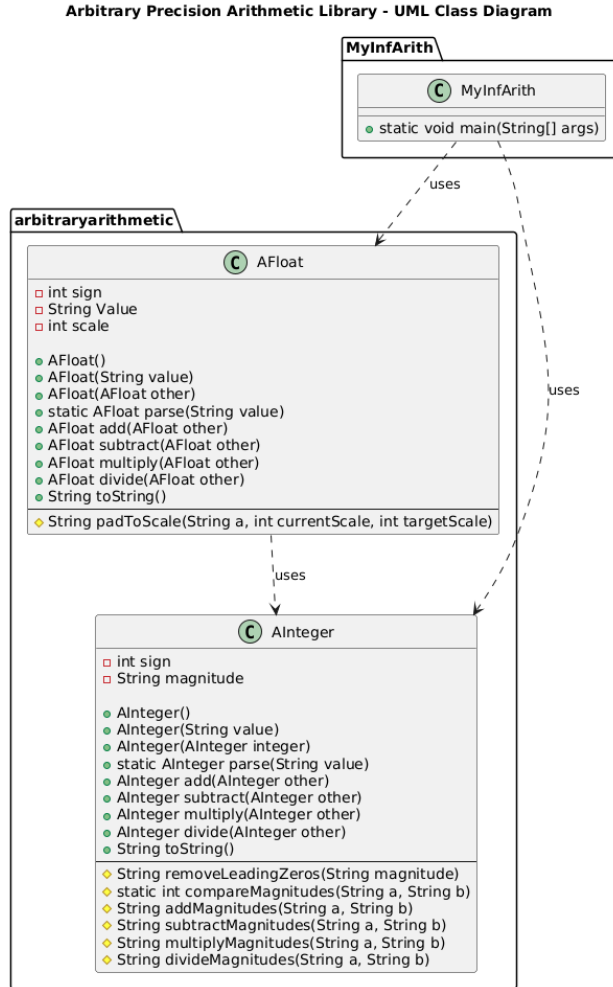 Arbitrary Precision Arithmetic Library - UML Class Diagram
MyInfArith
C MyInfArith
static void main(String[] args)
uses
uses
arbitraryarithmetic
C AFloat
int sign
String Value
int scale
AFloat()
AFloat(String value)
AFloat(AFloat other)
static AFloat parse(String value)
AFloat add(AFloat other)
AFloat subtract(AFloat other)
AFloat multiply(AFloat other)
AFloat divide(AFloat other)
String toString()
String padToScale(String a, int currentScale, int targetScale)
uses
C AInteger
int sign
String magnitude
AInteger()
AInteger(String value)
AInteger(AInteger integer)
static AInteger parse(String value)
AInteger add(AInteger other)
AInteger subtract(AInteger other)
AInteger multiply(AInteger other)
AInteger divide(AInteger other)
String toString()
String removeLeadingZeros(String magnitude)
static int compareMagnitudes(String a, String b)
String addMagnitudes(String a, String b)
String subtractMagnitudes(String a, String b)
String multiplyMagnitudes(String a, String b)
String divideMagnitudes(String a, String b)